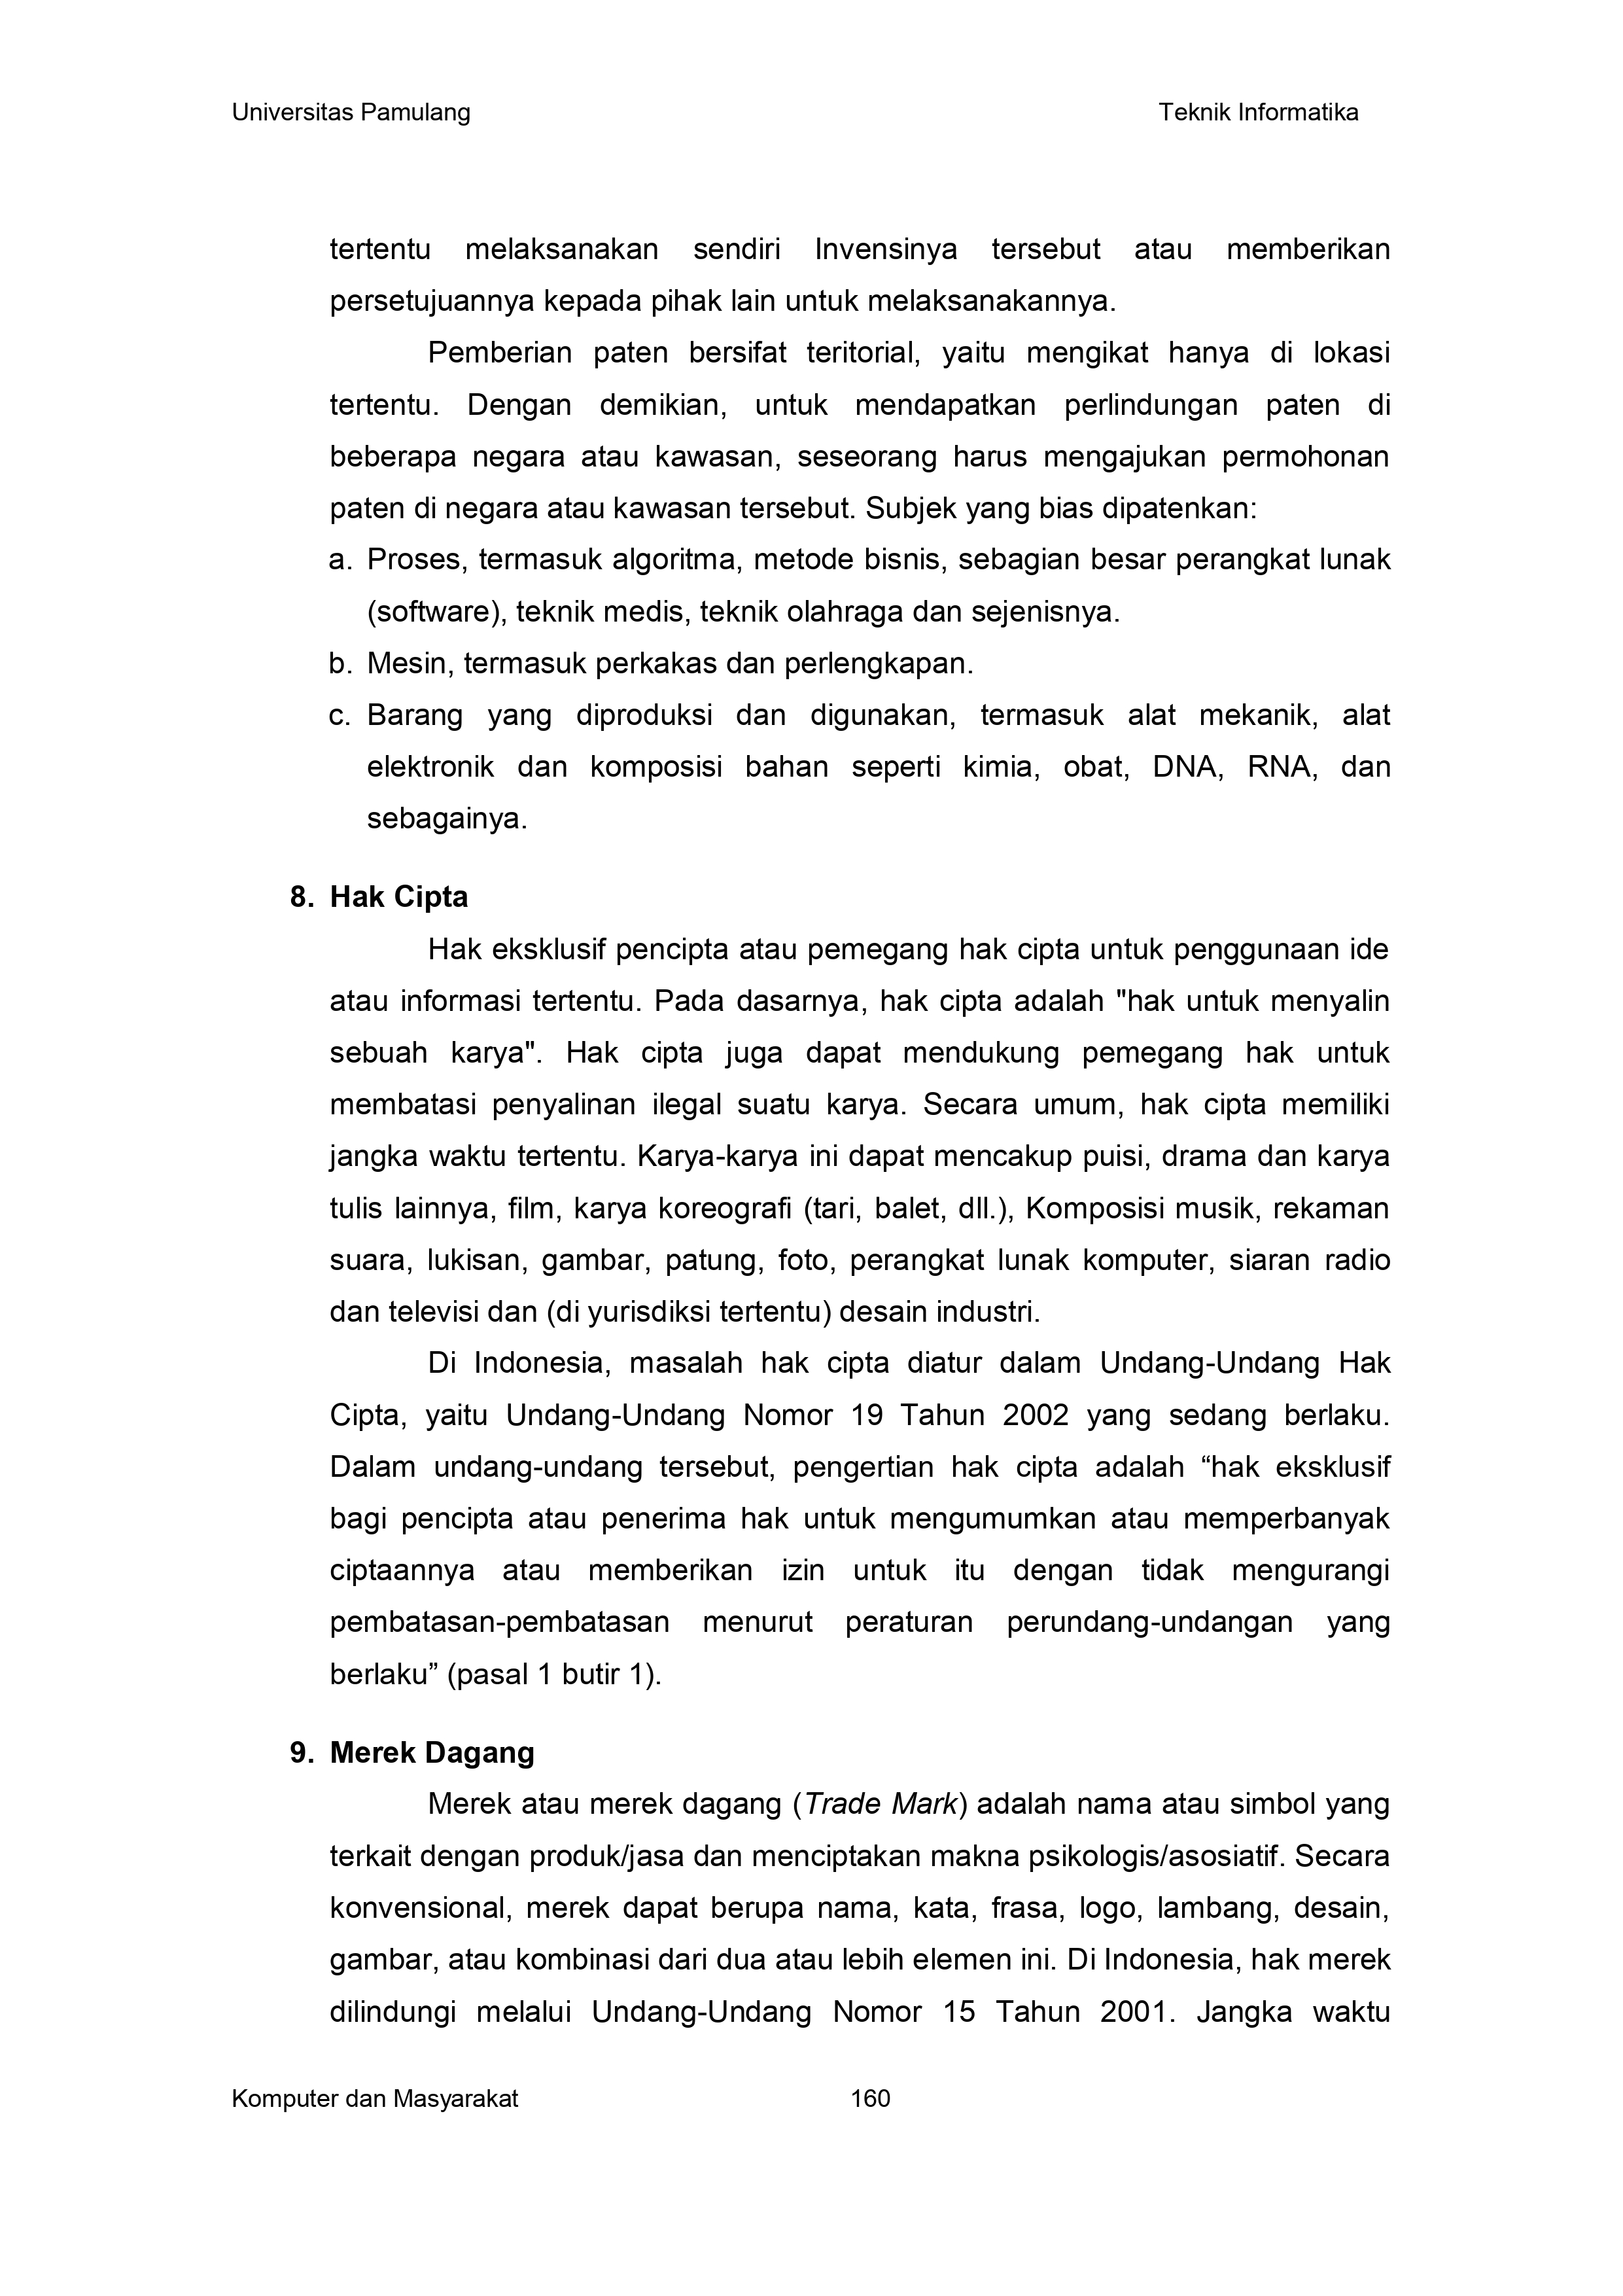 Universitas Pamulang Teknik Informatika
tertentu melaksanakan sendiri Invensinya tersebut atau memberikan
persetujuannya kepada pihak lain untuk melaksanakannya.
Pemberian paten bersifat teritorial, yaitu mengikat hanya di lokasi
tertentu. Dengan demikian, untuk mendapatkan perlindungan paten di
beberapa negara atau kawasan, seseorang harus mengajukan permohonan
paten di negara atau kawasan tersebut. Subjek yang bias dipatenkan:
a. Proses, termasuk algoritma, metode bisnis, sebagian besar perangkat lunak
(software), teknik medis, teknik olahraga dan sejenisnya.
b. Mesin, termasuk perkakas dan perlengkapan.
c. Barang yang diproduksi dan digunakan, termasuk alat mekanik, alat
elektronik dan komposisi bahan seperti kimia, obat, DNA, RNA, dan
sebagainya.
8. Hak Cipta
Hak eksklusif pencipta atau pemegang hak cipta untuk penggunaan ide
atau informasi tertentu. Pada dasarnya, hak cipta adalah "hak untuk menyalin
sebuah karya". Hak cipta juga dapat mendukung pemegang hak untuk
membatasi penyalinan ilegal suatu karya. Secara umum, hak cipta memiliki
jangka waktu tertentu. Karya-karya ini dapat mencakup puisi, drama dan karya
tulis lainnya, film, karya koreografi (tari, balet, dll.), Komposisi musik, rekaman
suara, lukisan, gambar, patung, foto, perangkat lunak komputer, siaran radio
dan televisi dan (di yurisdiksi tertentu) desain industri.
Di Indonesia, masalah hak cipta diatur dalam Undang-Undang Hak
Cipta, yaitu Undang-Undang Nomor 19 Tahun 2002 yang sedang berlaku.
Dalam undang-undang tersebut, pengertian hak cipta adalah “hak eksklusif
bagi pencipta atau penerima hak untuk mengumumkan atau memperbanyak
ciptaannya atau memberikan izin untuk itu dengan tidak mengurangi
pembatasan-pembatasan menurut peraturan perundang-undangan yang
berlaku” (pasal 1 butir 1).
9. Merek Dagang
Merek atau merek dagang (Trade Mark) adalah nama atau simbol yang
terkait dengan produk/jasa dan menciptakan makna psikologis/asosiatif. Secara
konvensional, merek dapat berupa nama, kata, frasa, logo, lambang, desain,
gambar, atau kombinasi dari dua atau lebih elemen ini. Di Indonesia, hak merek
dilindungi melalui Undang-Undang Nomor 15 Tahun 2001. Jangka waktu
Komputer dan Masyarakat 160